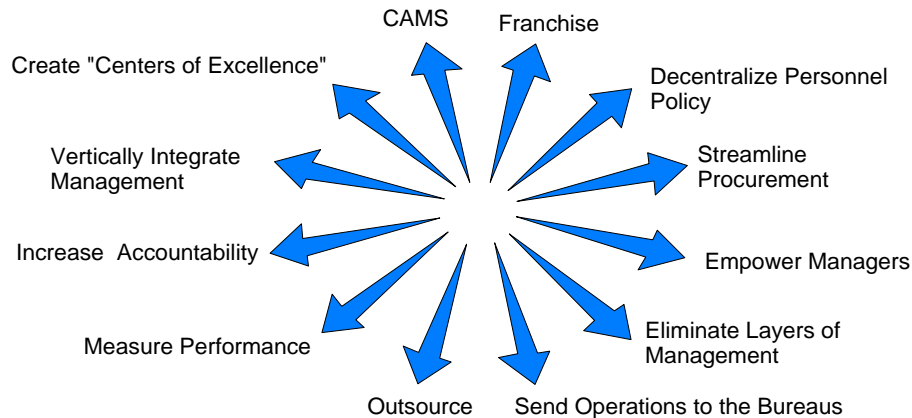 CAMS
Franchise
Create "Centers of Excellence"
Decentralize Personnel
Policy
Vertically Integrate
Management
Streamline
Procurement
Increase  Accountability
Empower Managers
Measure Performance
Eliminate Layers of
Management
Outsource
Send Operations to the Bureaus